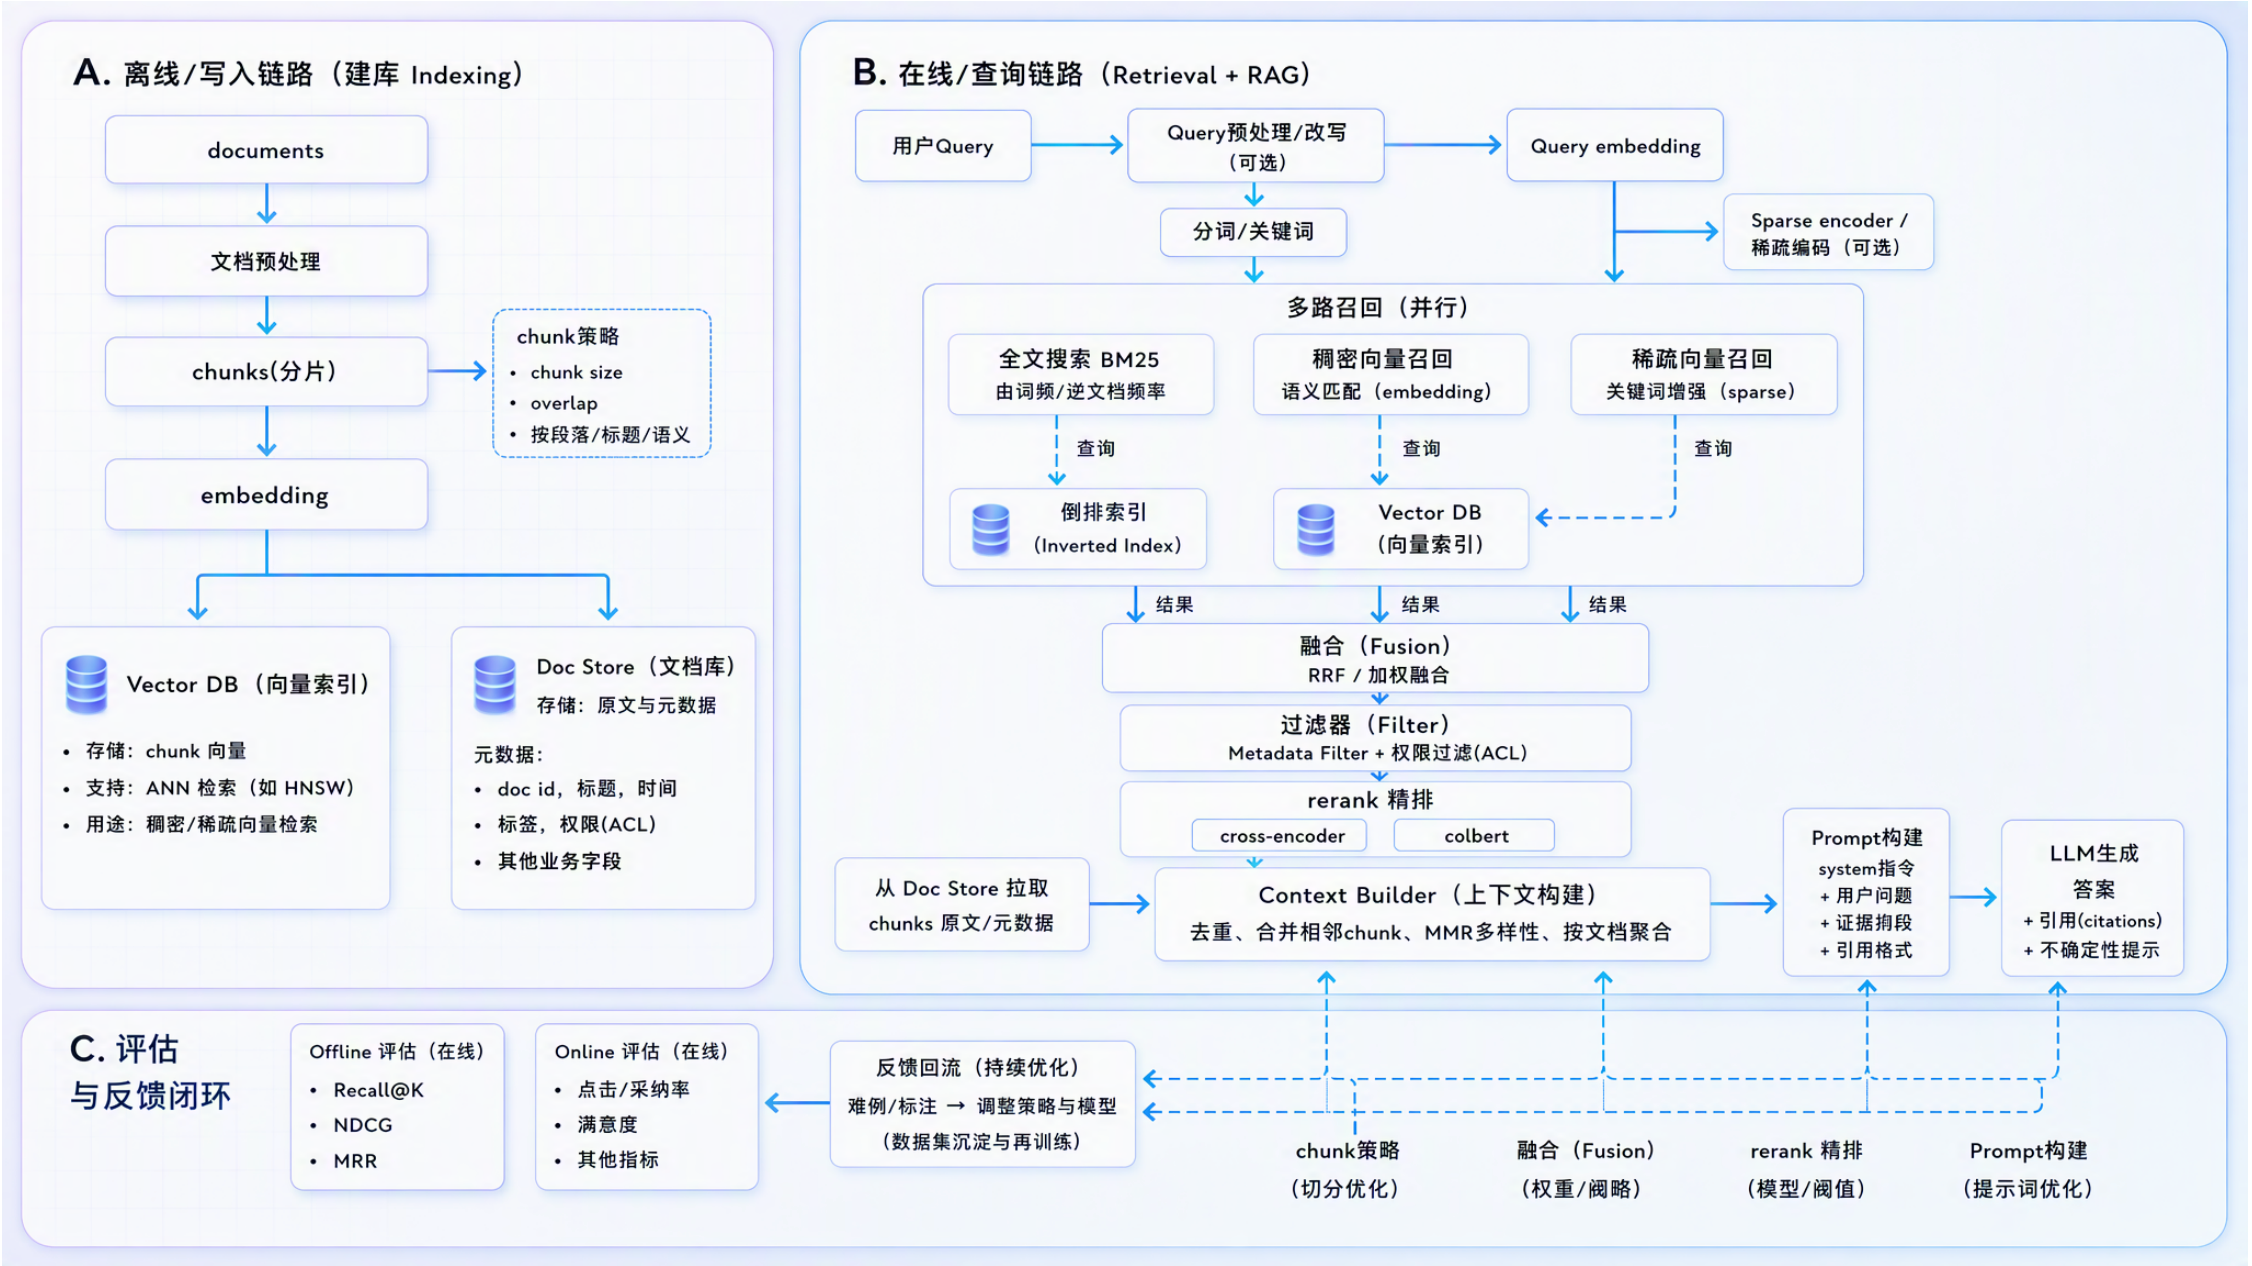 A. 离线/写入链路（建库 Indexing）
documents
文档预处理
chunks(分片)
chunk策略
• chunk size
• overlap
• 按段落/标题/语义
embedding
Vector DB（向量索引）
• 存储：chunk 向量
• 支持：ANN 检索（如 HNSW）
• 用途：稠密/稀疏向量检索
Doc Store（文档库）
存储：原文与元数据
元数据：
• doc id，标题，时间
• 标签，权限(ACL)
• 其他业务字段
B. 在线/查询链路（Retrieval + RAG）
用户Query
Query预处理/改写
（可选）
Query embedding
分词/关键词
Sparse encoder /
稀疏编码（可选）
多路召回（并行）
全文搜索 BM25
由词频/逆文档频率
稠密向量召回
语义匹配（embedding）
稀疏向量召回
关键词增强（sparse）
查询
查询
查询
倒排索引
（Inverted Index）
Vector DB
（向量索引）
结果
结果
结果
融合（Fusion）
RRF / 加权融合
过滤器（Filter）
Metadata Filter + 权限过滤(ACL)
rerank 精排
cross-encoder
colbert
从 Doc Store 拉取
chunks 原文/元数据
Context Builder（上下文构建）
去重、合并相邻chunk、MMR多样性、按文档聚合
Prompt构建
system指令
+ 用户问题
+ 证据拘段
+ 引用格式
LLM生成
答案
+ 引用(citations)
+ 不确定性提示
C. 评估
与反馈闭环
Offline 评估（在线）
• Recall@K
• NDCG
• MRR
Online 评估（在线）
• 点击/采纳率
• 满意度
• 其他指标
反馈回流（持续优化）
难例/标注 → 调整策略与模型
（数据集沉淀与再训练）
chunk策略
（切分优化）
融合（Fusion）
（权重/阀略）
rerank 精排
（模型/阀值）
Prompt构建
（提示词优化）